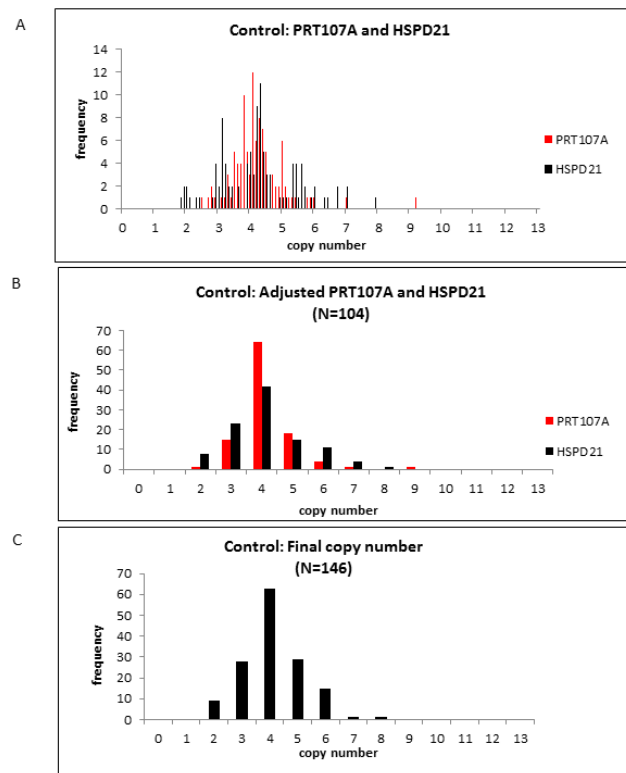 A
Control: PRT107A and HSPD21
14
12
10
8
6
4
2
0
frequency
PRT107A
HSPD21
0 1 2 3 4 5 6 7 8 9 10 11 12 13
copy number
B
Control: Adjusted PRT107A and HSPD21
(N=104)
70
60
50
40
30
20
10
0
frequency
PRT107A
HSPD21
0 1 2 3 4 5 6 7 8 9 10 11 12 13
copy number
C
Control: Final copy number
(N=146)
70
60
50
40
30
20
10
0
frequency
0 1 2 3 4 5 6 7 8 9 10 11 12 13
copy number